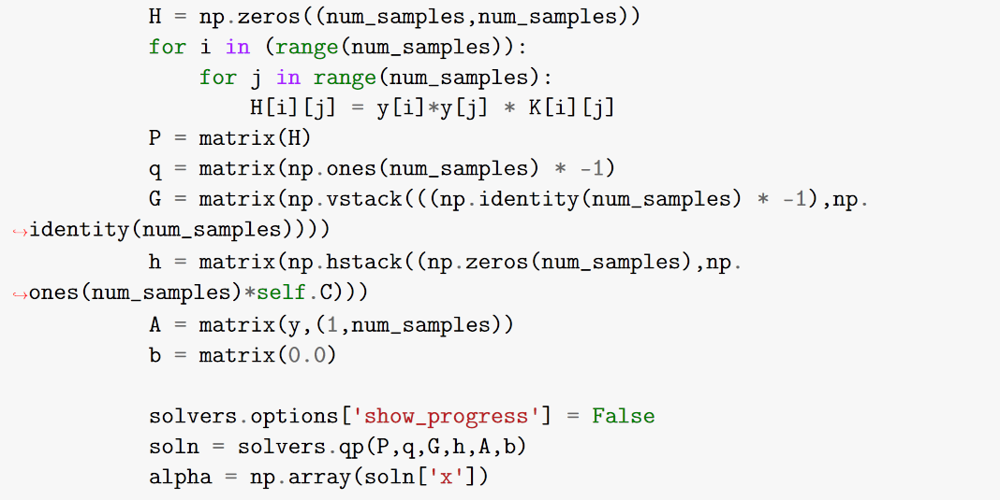 H = np.zeros((num_samples,num_samples))
for i in (range(num_samples)):
for j in range(num_samples):
H[i][j] = y[i]*y[j] * K[i][j]
P = matrix(H)
q = matrix(np.ones(num_samples) * -1)
G = matrix(np.vstack(((np.identity(num_samples) * -1),np.
↪identity(num_samples))))
h = matrix(np.hstack((np.zeros(num_samples),np.
↪ones(num_samples)*self.C)))
A = matrix(y,(1,num_samples))
b = matrix(0.0)
solvers.options['show_progress'] = False
soln = solvers.qp(P,q,G,h,A,b)
alpha = np.array(soln['x'])